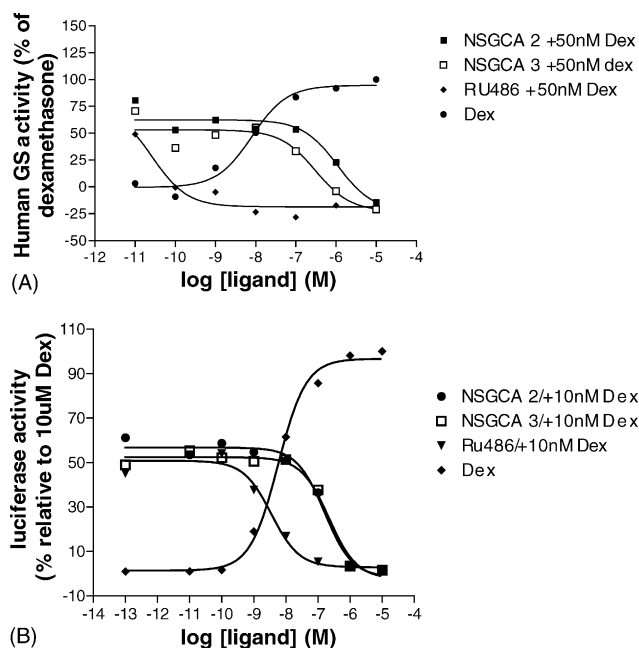 Human GS activity (% of
dexamethasone)
150
125
100
75
50
25
0
-25
-50
-12 -11 -10 -9 -8 -7 -6 -5 -4
log [ligand] (M)
(A)
NSGCA 2 +50nM Dex
NSGCA 3 +50nM dex
RU486 +50nM Dex
Dex
luciferase activity
(% relative to 10uM Dex)
110
90
70
50
30
10
-10
-14 -13 -12 -11 -10 -9 -8 -7 -6 -5 -4
log [ligand] (M)
(B)
NSGCA 2/+10nM Dex
NSGCA 3/+10nM Dex
Ru486/+10nM Dex
Dex